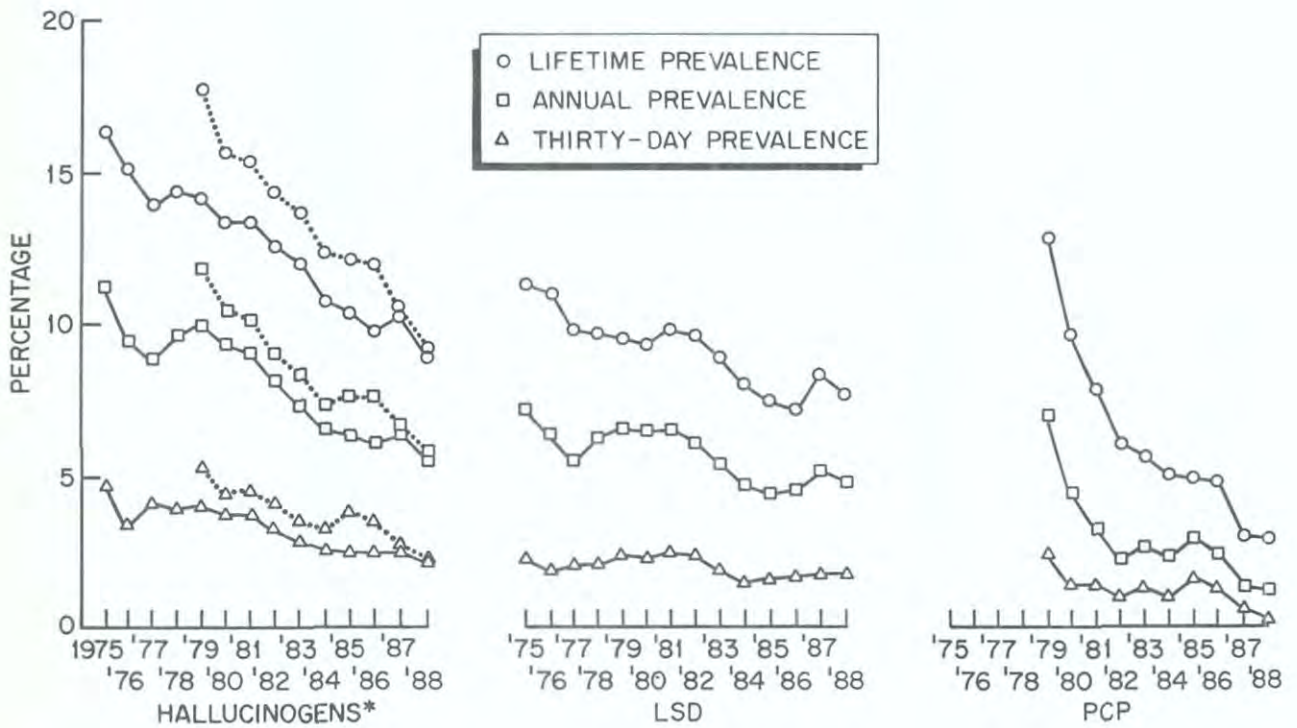 20
15
10
5
0
PERCENTAGE
LIFETIME PREVALENCE
ANNUAL PREVALENCE
THIRTY-DAY PREVALENCE
1975 '77 '79 '81 '83 '85 '87
'76 '78 '80 '82 '84 '86 '88
HALLUCINOGENS*
'75 '77 '79 '81 '83 '85 '87
'76 '78 '80 '82 '84 '86 '88
LSD
'75 '77 '79 '81 '83 '85 '87
'76 '78 '80 '82 '84 '86 '88
PCP